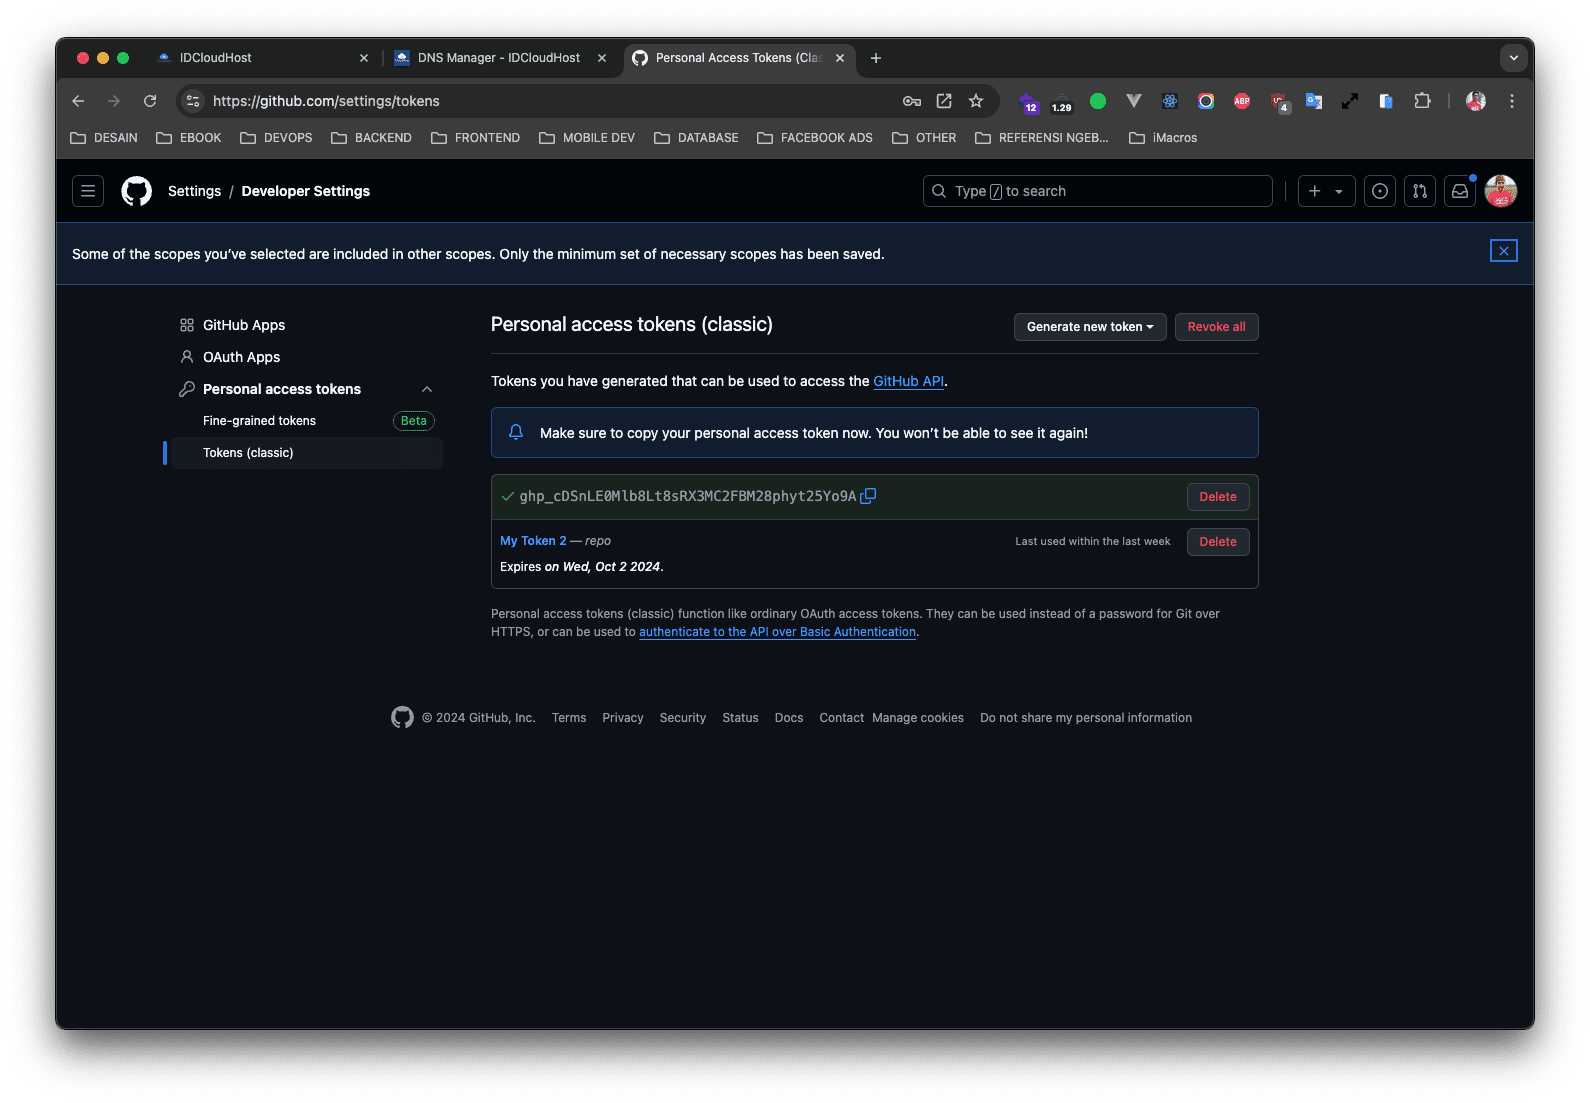 IDCloudHost
DNS Manager - IDCloudHost
Personal Access Tokens (Clas
https://github.com/settings/tokens
12
1.29
ABP
4
DESAIN
EBOOK
DEVOPS
BACKEND
FRONTEND
MOBILE DEV
DATABASE
FACEBOOK ADS
OTHER
REFERENSI NGEB...
iMacros
Settings / Developer Settings
Type / to search
Some of the scopes you’ve selected are included in other scopes. Only the minimum set of necessary scopes has been saved.
GitHub Apps
OAuth Apps
Personal access tokens
Fine-grained tokens
Beta
Tokens (classic)
Personal access tokens (classic)
Generate new token
Revoke all
Tokens you have generated that can be used to access the GitHub API.
Make sure to copy your personal access token now. You won’t be able to see it again!
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
Delete
My Token 2 — repo
Last used within the last week
Delete
Expires on Wed, Oct 2 2024.
Personal access tokens (classic) function like ordinary OAuth access tokens. They can be used instead of a password for Git over
HTTPS, or can be used to authenticate to the API over Basic Authentication.
© 2024 GitHub, Inc.
Terms
Privacy
Security
Status
Docs
Contact
Manage cookies
Do not share my personal information